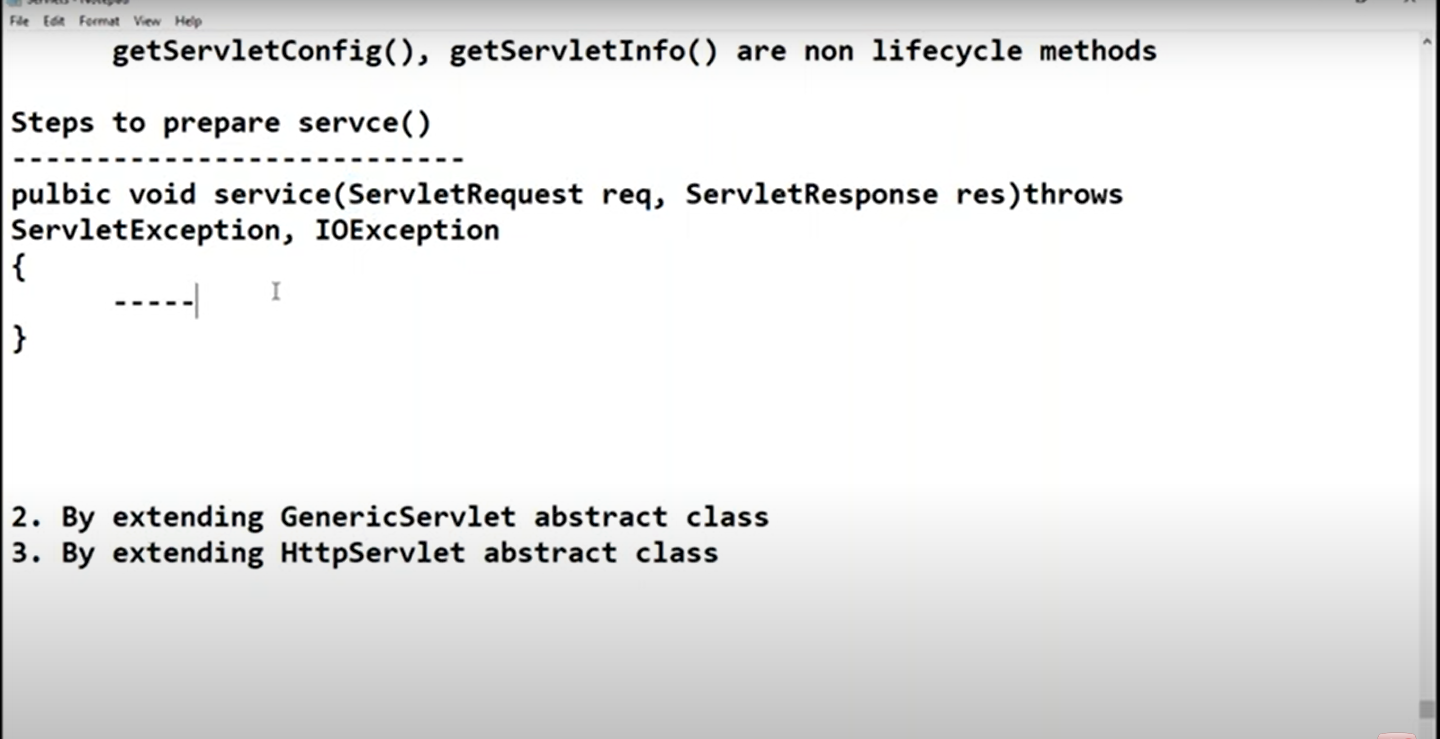 File Edit Format View Help
getServletConfig(), getServletInfo() are non lifecycle methods
Steps to prepare servce()
---------------------------
pulbic void service(ServletRequest req, ServletResponse res)throws
ServletException, IOException
{
-----
}
2. By extending GenericServlet abstract class
3. By extending HttpServlet abstract class